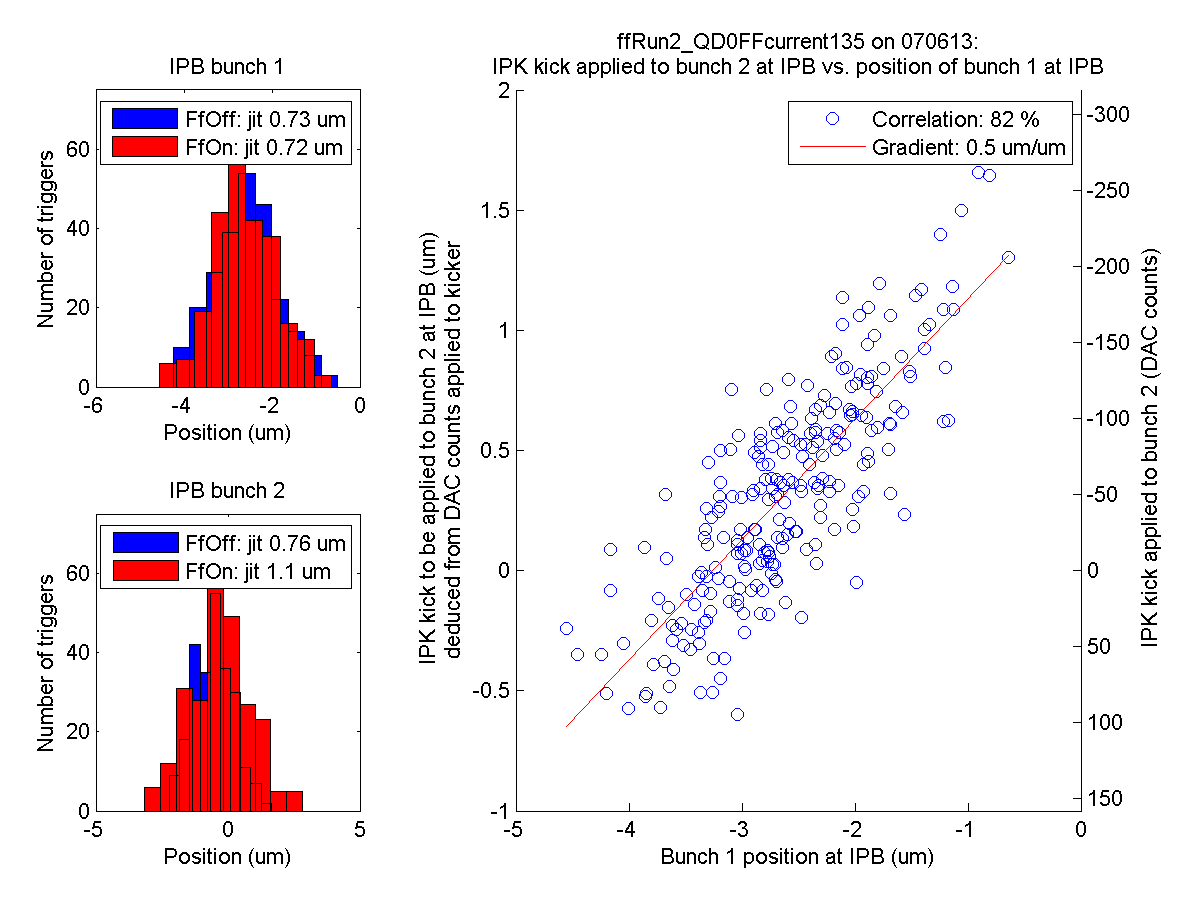 IPB bunch 1
FfOff: jit 0.73 um
FfOn: jit 0.72 um
Number of triggers
60
40
20
0
-6
-4
-2
0
Position (um)
IPB bunch 2
FfOff: jit 0.76 um
FfOn: jit 1.1 um
Number of triggers
60
40
20
0
-5
0
5
Position (um)
ffRun2_QD0FFcurrent135 on 070613:
IPK kick applied to bunch 2 at IPB vs. position of bunch 1 at IPB
Correlation: 82 %
Gradient: 0.5 um/um
IPK kick to be applied to bunch 2 at IPB (um)
deduced from DAC counts applied to kicker
2
1.5
1
0.5
0
-0.5
-1
-5
-4
-3
-2
-1
0
Bunch 1 position at IPB (um)
-300
-250
-200
-150
-100
-50
0
50
100
150
IPK kick applied to bunch 2 (DAC counts)